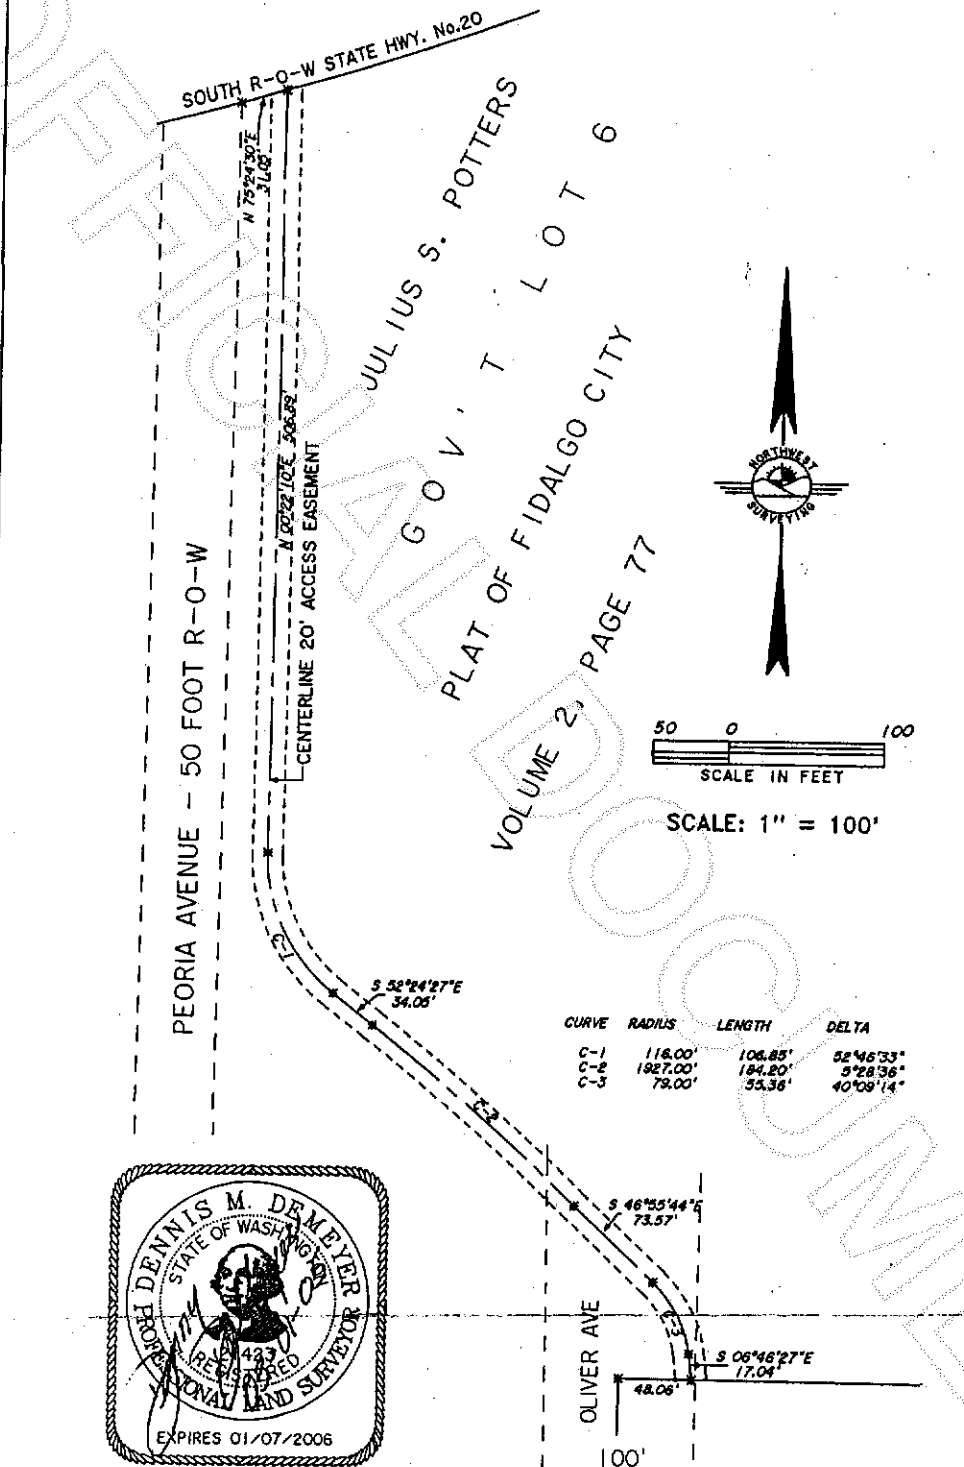 SOUTH R-O-W STATE HWY. No.20
N 75°24'30"E
31.05'
JULIUS S. POTTERS
GOV'T LOT 6
PLAT OF FIDALGO CITY
VOLUME 2, PAGE 77
N 00°22'10"E 506.89'
CENTERLINE 20' ACCESS EASEMENT
PEORIA AVENUE - 50 FOOT R-O-W
NORTHWEST
SURVEYING
50 0 100
SCALE IN FEET
SCALE: 1" = 100'
S 52°24'27"E
34.05'
CURVE RADIUS LENGTH DELTA
C-1 116.00' 106.85' 52°46'33"
C-2 1927.00' 184.20' 5°28'36"
C-3 79.00' 55.36' 40°09'14"
C-2
S 46°55'44"E
73.57'
C-3
S 06°46'27"E
17.04'
48.06'
OLIVER AVE
100'
DENNIS M. DEMEYER
STATE OF WASHINGTON
REGISTERED
PROFESSIONAL LAND SURVEYOR
EXPIRES 01/07/2006
OFFICIAL DOCUME